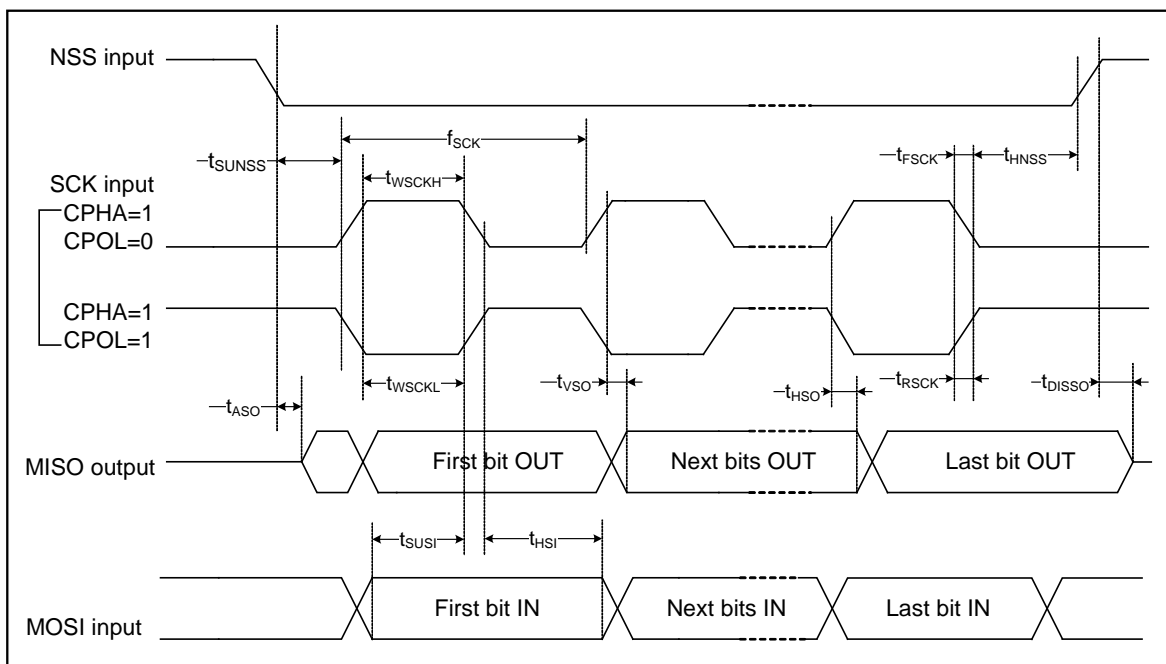 NSS input
fSCK
tSUNSS
tFSCK
tHNSS
tWSCKH
SCK input
CPHA=1
CPOL=0
CPHA=1
CPOL=1
tWSCKL
tVSO
tHSO
tRSCK
tDISSO
tASO
MISO output
First bit OUT
Next bits OUT
Last bit OUT
tSUSI
tHSI
MOSI input
First bit IN
Next bits IN
Last bit IN